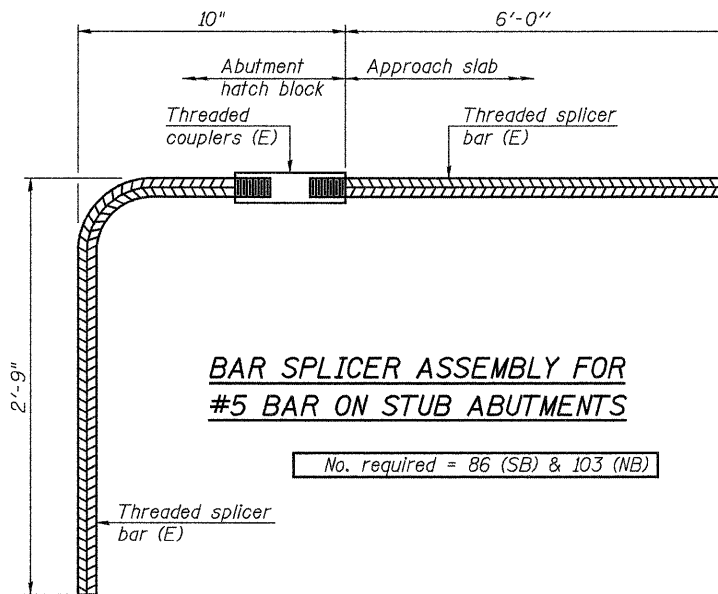 10"
6'-0"
Abutment
hatch block
Approach slab
Threaded
couplers (E)
Threaded splicer
bar (E)
2'-9"
BAR SPLICER ASSEMBLY FOR
#5 BAR ON STUB ABUTMENTS
No. required = 86 (SB) & 103 (NB)
Threaded splicer
bar (E)